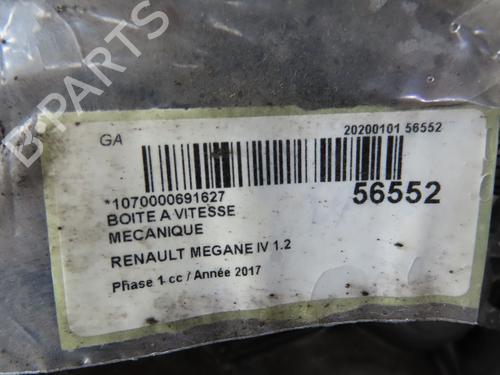 B-PARTS
GA
20200101 56552
*1070000691627
56552
BOITE A VITESSE
MECANIQUE
RENAULT MEGANE IV 1.2
Phase 1 cc / Année 2017